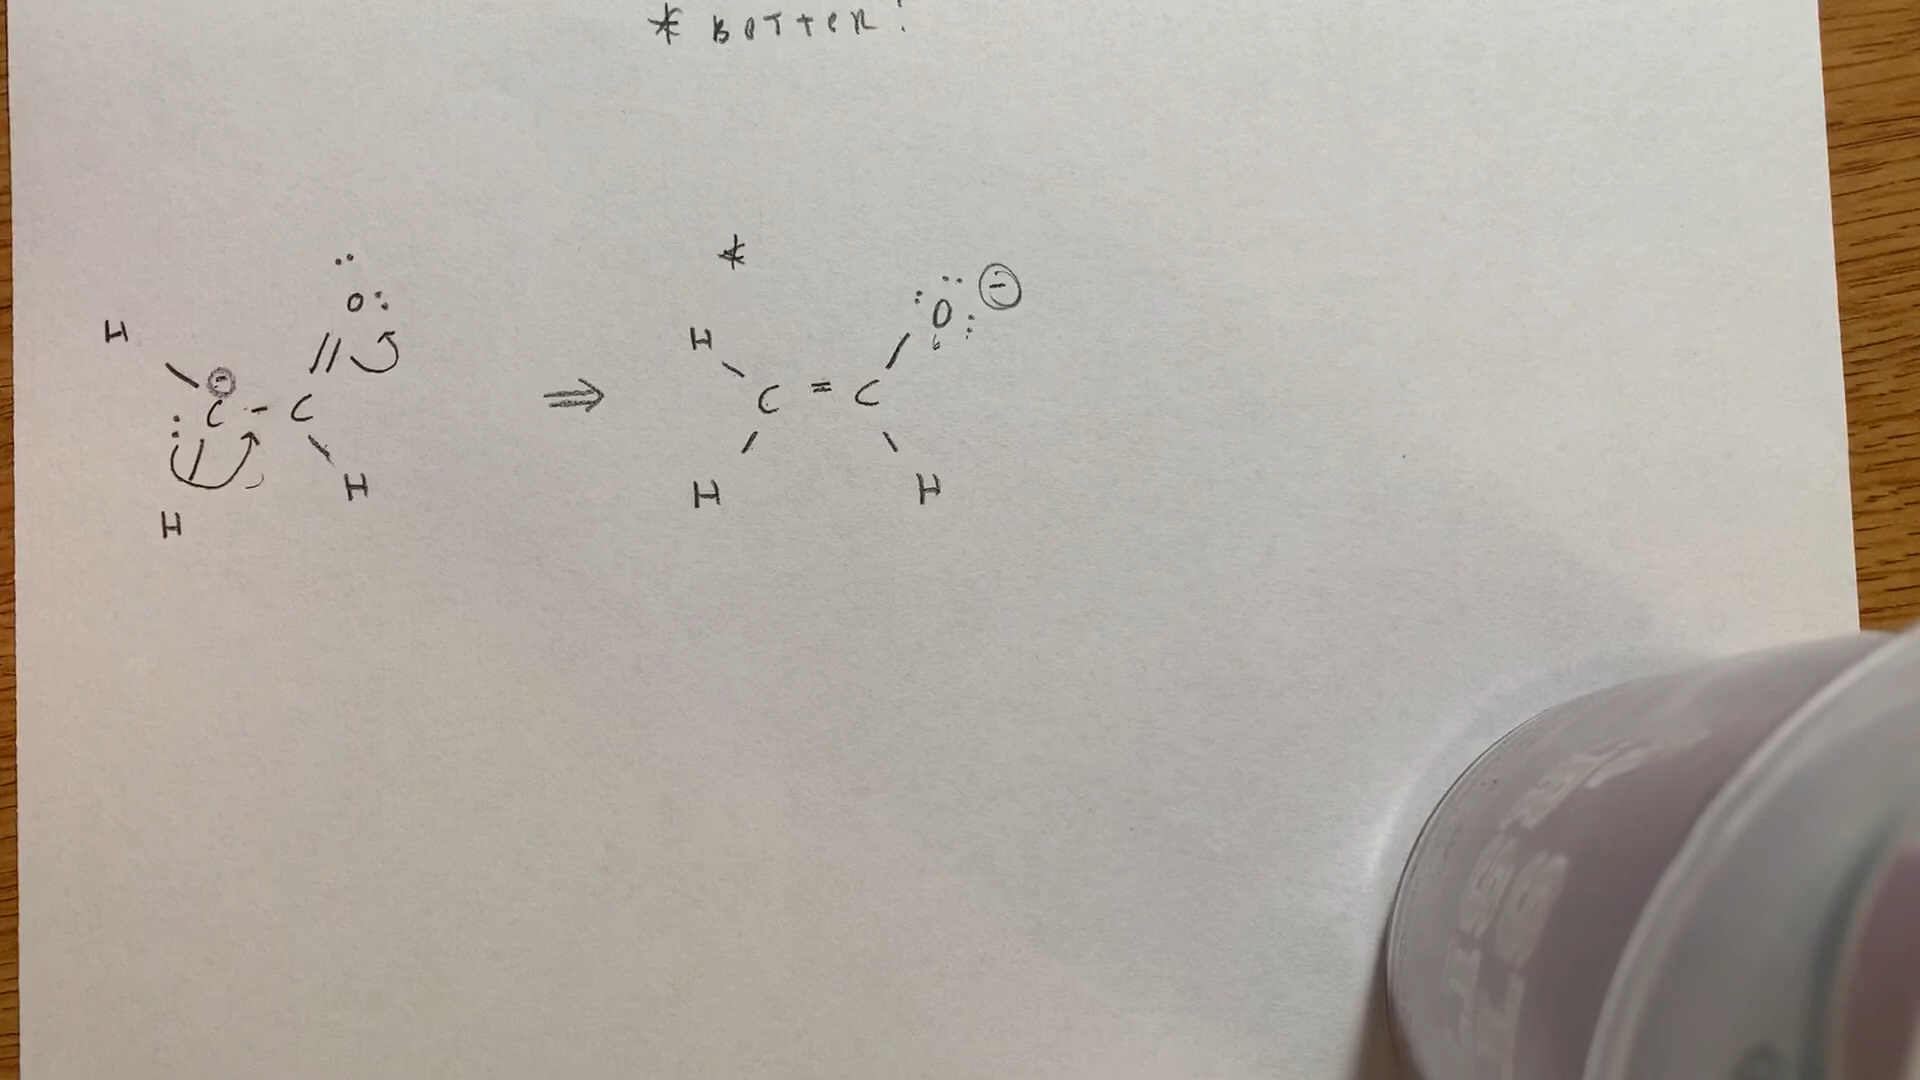 * BETTER!
*
H O: :O: ⊖
⊖ H
:C - C ⇒ C = C O
H H H H